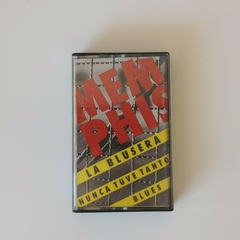 MEM
PHIS
LA BLUSERA
NUNCA TUVE TANTO
BLUES